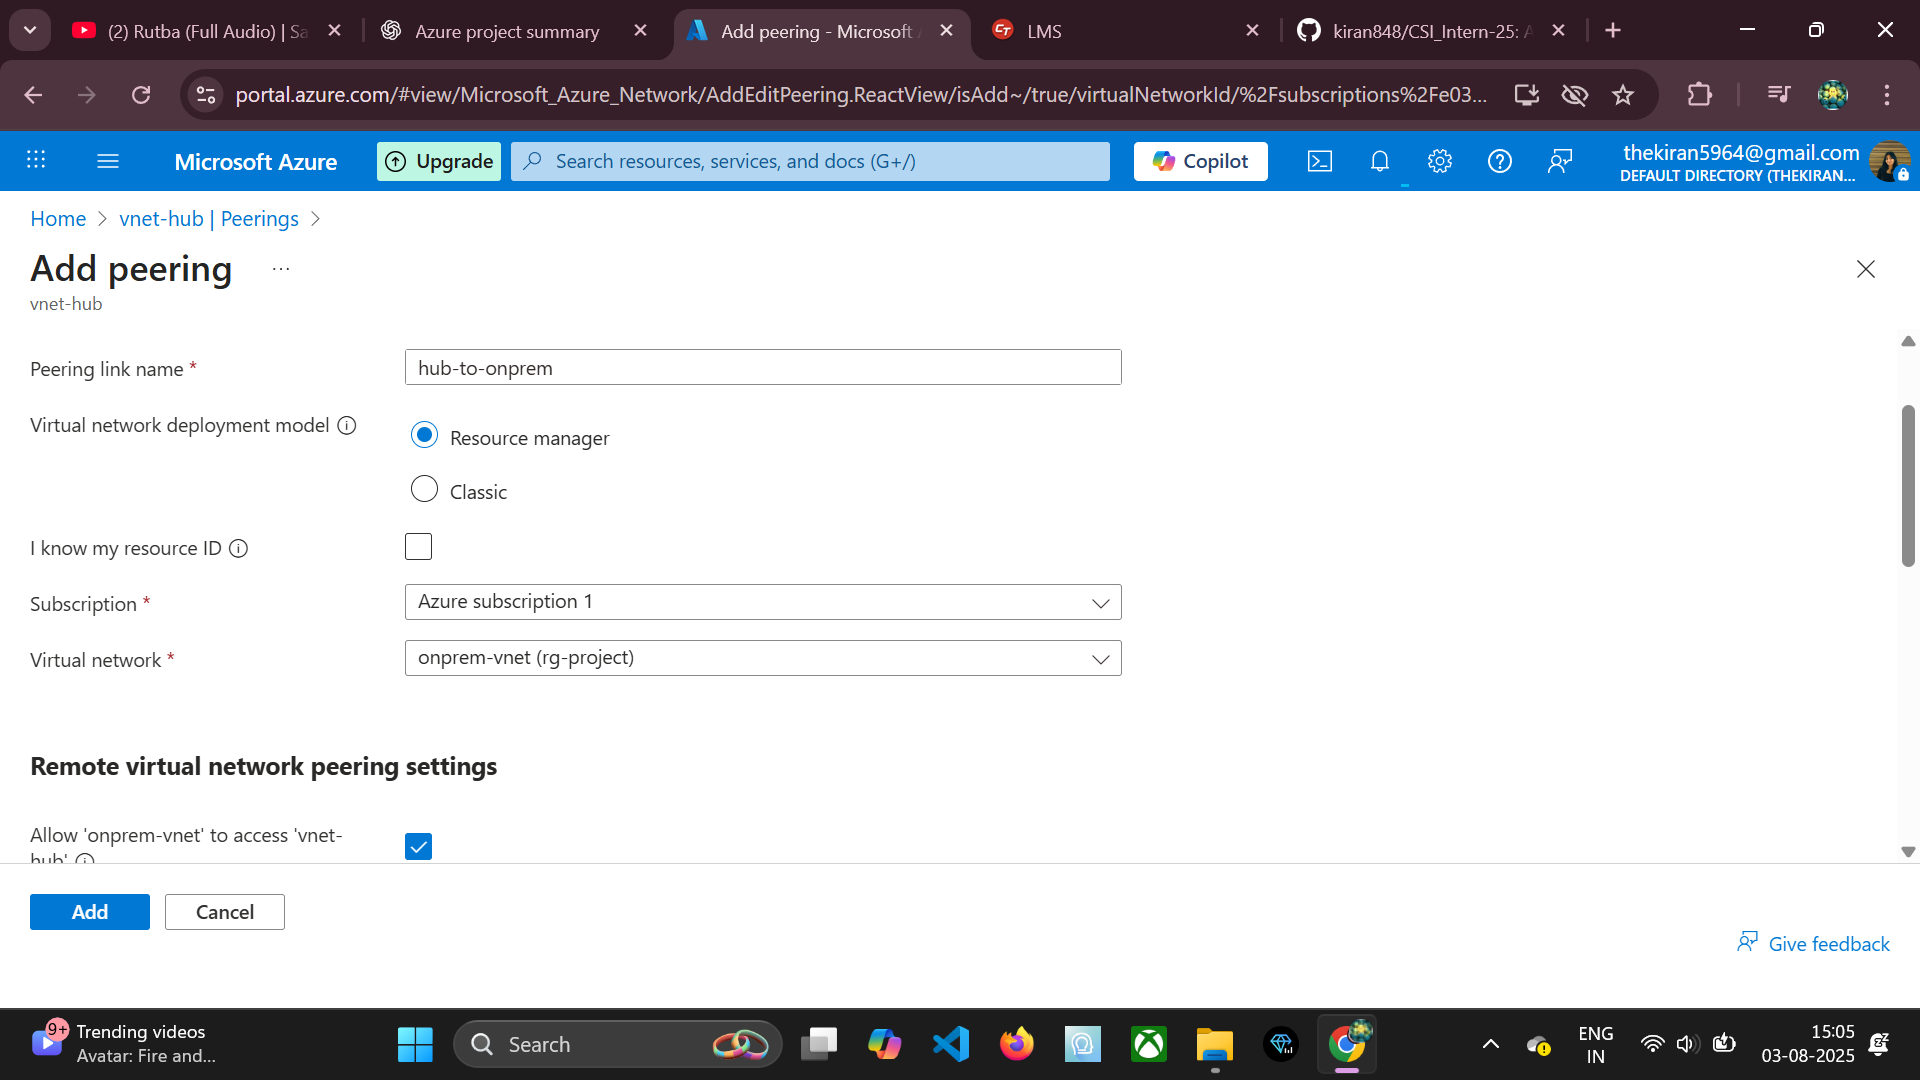 (2) Rutba (Full Audio) | Sa
Azure project summary
Add peering - Microsoft A
LMS
kiran848/CSI_Intern-25: A
portal.azure.com/#view/Microsoft_Azure_Network/AddEditPeering.ReactView/isAdd~/true/virtualNetworkId/%2Fsubscriptions%2Fe03...
Microsoft Azure
Upgrade
Search resources, services, and docs (G+/)
Copilot
thekiran5964@gmail.com
DEFAULT DIRECTORY (THEKIRAN...
Home
vnet-hub | Peerings
Add peering
...
vnet-hub
Peering link name *
hub-to-onprem
Virtual network deployment model
Resource manager
Classic
I know my resource ID
Subscription *
Azure subscription 1
Virtual network *
onprem-vnet (rg-project)
Remote virtual network peering settings
Allow 'onprem-vnet' to access 'vnet-
hub'
Add
Cancel
Give feedback
9+
Trending videos
Avatar: Fire and...
Search
ENG
IN
15:05
03-08-2025